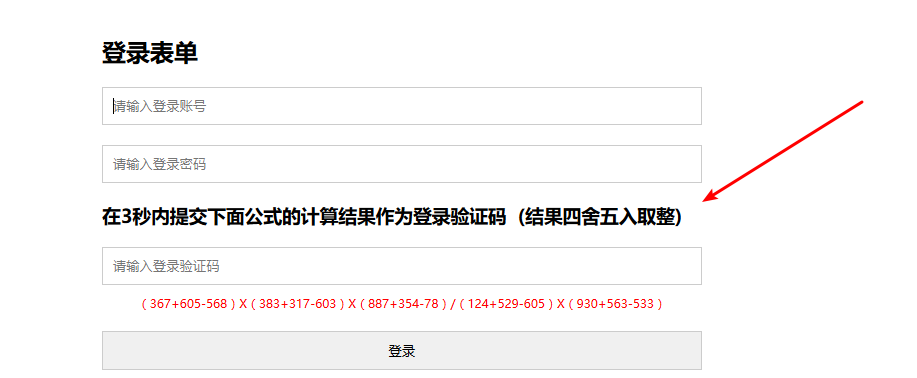 登录表单
请输入登录账号
请输入登录密码
在3秒内提交下面公式的计算结果作为登录验证码（结果四舍五入取整）
请输入登录验证码
（367+605-568）X（383+317-603）X（887+354-78）/（124+529-605）X（930+563-533）
登录